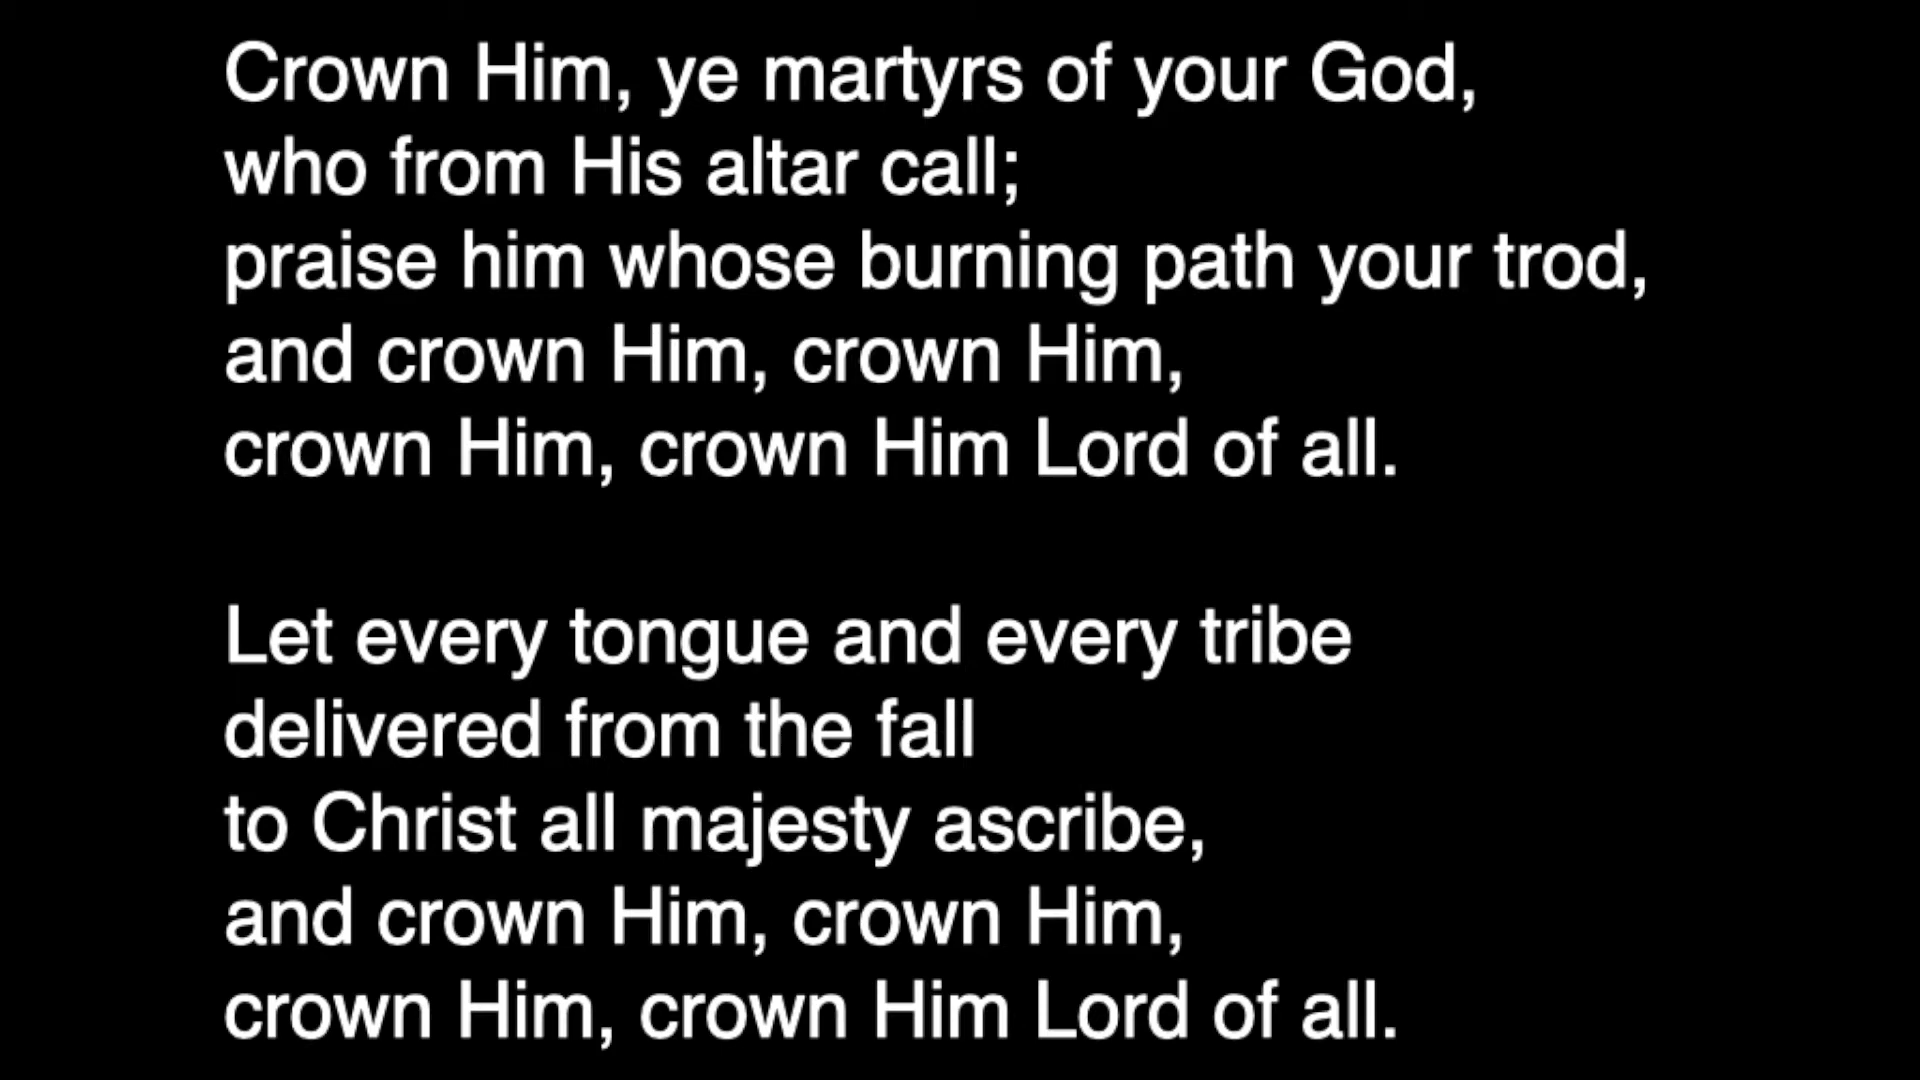 Crown Him, ye martyrs of your God,
who from His altar call;
praise him whose burning path your trod,
and crown Him, crown Him,
crown Him, crown Him Lord of all.

Let every tongue and every tribe
delivered from the fall
to Christ all majesty ascribe,
and crown Him, crown Him,
crown Him, crown Him Lord of all.